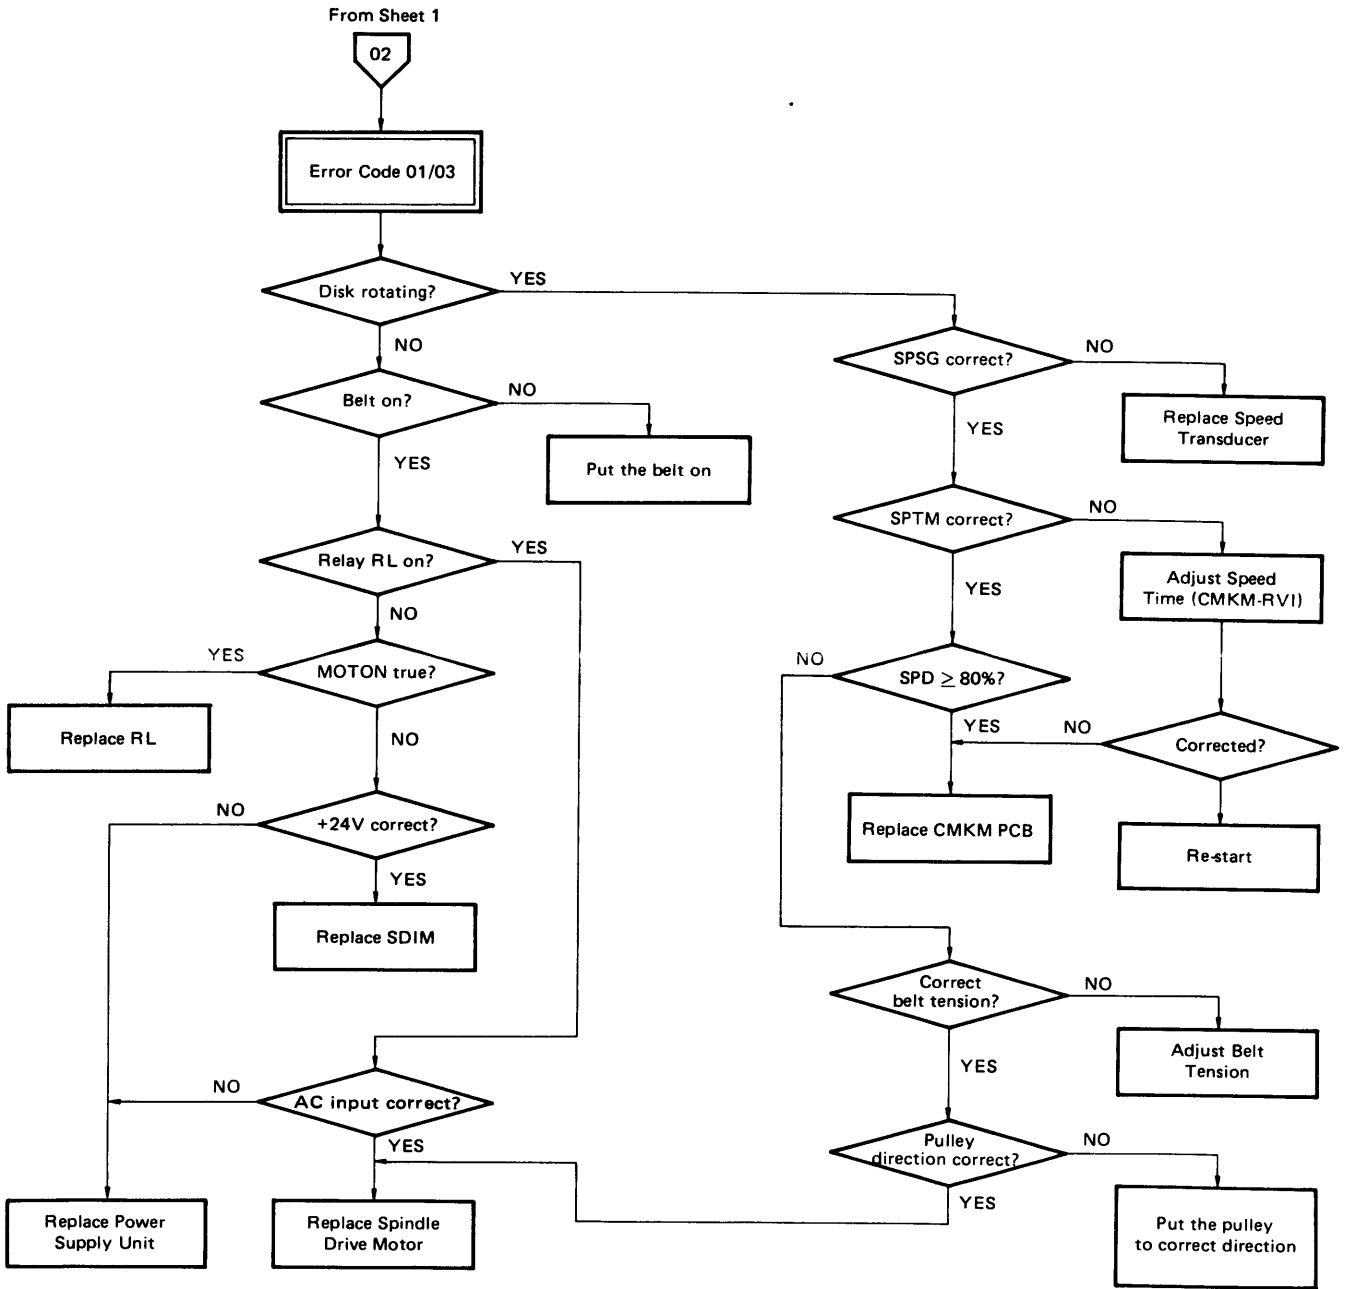 From Sheet 1
02
Error Code 01/03
Disk rotating?
YES
NO
SPSG correct?
NO
Replace Speed
Transducer
YES
Belt on?
NO
Put the belt on
YES
SPTM correct?
NO
Adjust Speed
Time (CMKM-RVI)
YES
Relay RL on?
YES
NO
MOTON true?
YES
Replace RL
NO
SPD ≥ 80%?
NO
YES
Corrected?
NO
Replace CMKM PCB
Re-start
+24V correct?
NO
YES
Replace SDIM
Correct
belt tension?
NO
Adjust Belt
Tension
YES
AC input correct?
NO
YES
Pulley
direction correct?
NO
YES
Put the pulley
to correct direction
Replace Power
Supply Unit
Replace Spindle
Drive Motor